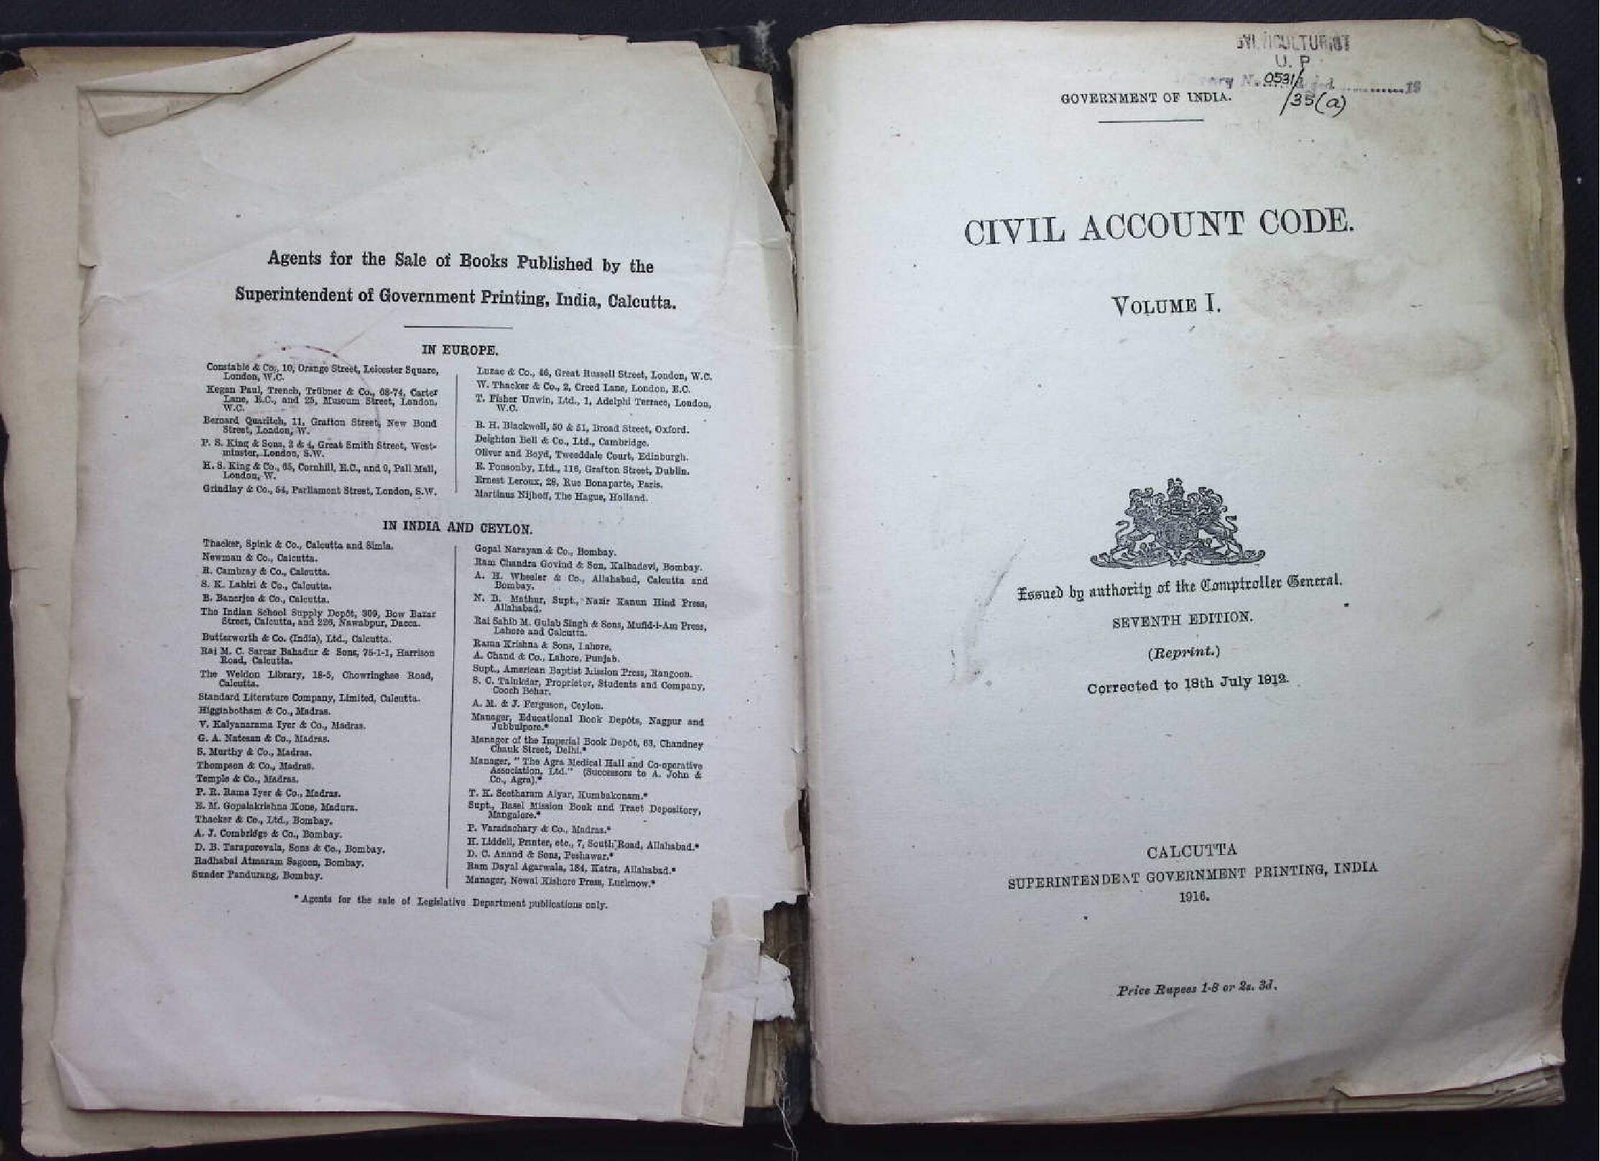 Agents for the Sale of Books Published by the
Superintendent of Government Printing, India, Calcutta.
IN EUROPE.
Constable & Co., 10, Orange Street, Leicester Square,
London, W.C.
Kegan Paul, Trench, Trübner & Co., 68-74, Carter
Lane, E.C., and 25, Museum Street, London,
W.C.
Bernard Quaritch, 11, Grafton Street, New Bond
Street, London, W.
P. S. King & Sons, 2 & 4, Great Smith Street, West-
minster, London, S.W.
H. S. King & Co., 65, Cornhill, E.C., and 9, Pall Mall,
London, W.
Grindlay & Co., 54, Parliament Street, London, S.W.
Luzac & Co., 46, Great Russell Street, London, W.C.
W. Thacker & Co., 2, Creed Lane, London, E.C.
T. Fisher Unwin, Ltd., 1, Adelphi Terrace, London,
W.C.
B. H. Blackwell, 50 & 51, Broad Street, Oxford.
Deighton Bell & Co., Ltd., Cambridge.
Oliver and Boyd, Tweeddale Court, Edinburgh.
E. Ponsonby, Ltd., 116, Grafton Street, Dublin.
Ernest Leroux, 28, Rue Bonaparte, Paris.
Martinus Nijhoff, The Hague, Holland.
IN INDIA AND CEYLON.
Thacker, Spink & Co., Calcutta and Simla.
Newman & Co., Calcutta.
R. Cambray & Co., Calcutta.
S. K. Lahiri & Co., Calcutta.
B. Banerjee & Co., Calcutta.
The Indian School Supply Depôt, 309, Bow Bazar
Street, Calcutta, and 226, Nawabpur, Dacca.
Butterworth & Co. (India), Ltd., Calcutta.
Rai M. C. Sarcar Bahadur & Sons, 75-1-1, Harrison
Road, Calcutta.
The Weldon Library, 18-5, Chowringhee Road,
Calcutta.
Standard Literature Company, Limited, Calcutta.
Higginbotham & Co., Madras.
V. Kalyanarama Iyer & Co., Madras.
G. A. Natesan & Co., Madras.
S. Murthy & Co., Madras.
Thompson & Co., Madras.
Temple & Co., Madras.
P. R. Rama Iyer & Co., Madras.
E. M. Gopalakrishna Kone, Madura.
Thacker & Co., Ltd., Bombay.
A. J. Combridge & Co., Bombay.
D. B. Taraporevala, Sons & Co., Bombay.
Radhabai Atmaram Sagoon, Bombay.
Sunder Pandurang, Bombay.
Gopal Narayan & Co., Bombay.
Ram Chandra Govind & Son, Kalbadevi, Bombay.
A. H. Wheeler & Co., Allahabad, Calcutta and
Bombay.
N. B. Mathur, Supt., Nazir Kanun Hind Press,
Allahabad.
Rai Sahib M. Gulab Singh & Sons, Mufid-i-Am Press,
Lahore and Calcutta.
Rama Krishna & Sons, Lahore.
A. Chand & Co., Lahore, Punjab.
Supt., American Baptist Mission Press, Rangoon.
S. C. Talukdar, Proprietor, Students and Company,
Cooch Behar.
A. M. & J. Ferguson, Ceylon.
Manager, Educational Book Depôts, Nagpur and
Jubbulpore.*
Manager of the Imperial Book Depôt, 63, Chandney
Chauk Street, Delhi.*
Manager, "The Agra Medical Hall and Co-operative
Association, Ltd." (Successors to A. John &
Co., Agra).*
T. K. Seetharam Aiyar, Kumbakonam.*
Supt., Basel Mission Book and Tract Depository,
Mangalore.*
P. Varadachary & Co., Madras.*
H. Liddell, Printer, etc., 7, South Road, Allahabad.*
D. C. Anand & Sons, Peshawar.*
Ram Dayal Agarwala, 184, Katra, Allahabad.*
Manager, Newal Kishore Press, Lucknow.*
* Agents for the sale of Legislative Department publications only.
U. P
0531/
35(a)
GOVERNMENT OF INDIA.
CIVIL ACCOUNT CODE.
VOLUME I.
Issued by authority of the Comptroller General.
SEVENTH EDITION.
(Reprint.)
Corrected to 18th July 1912.
CALCUTTA
SUPERINTENDENT GOVERNMENT PRINTING, INDIA
1916.
Price Rupees 1-8 or 2s. 3d.